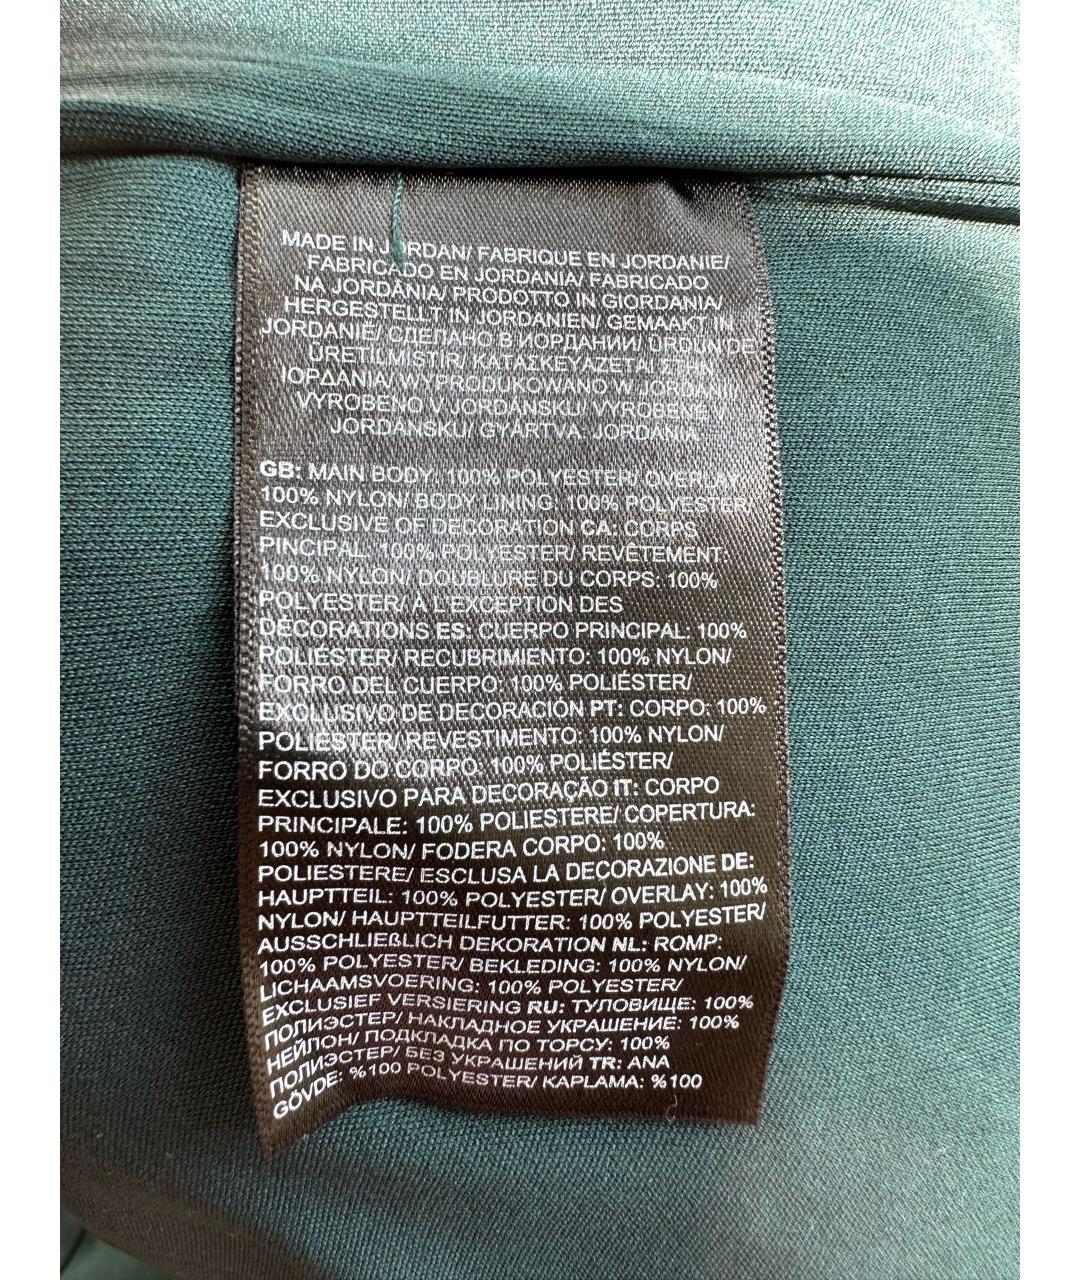 MADE IN JORDAN/ FABRIQUE EN JORDANIE/
FABRICADO EN JORDANIA/ FABRICADO
NA JORDÂNIA/ PRODOTTO IN GIORDANIA/
HERGESTELLT IN JORDANIEN/ GEMAAKT IN
JORDANIË/ СДЕЛАНО В ИОРДАНИИ/ ÜRDÜN'DE
ÜRETİLMİŞTİR/ ΚΑΤΑΣΚΕΥΑΖΕΤΑΙ ΣΤΗΝ
ΙΟΡΔΑΝΙΑ/ WYPRODUKOWANO W JORDANII/
VYROBENO V JORDÁNSKU/ VYROBENÉ V
JORDÁNSKU/ GYÁRTVA: JORDÁNIA
GB: MAIN BODY: 100% POLYESTER/ OVERLAY:
100% NYLON/ BODY LINING: 100% POLYESTER/
EXCLUSIVE OF DECORATION CA: CORPS
PINCIPAL: 100% POLYESTER/ REVÊTEMENT:
100% NYLON/ DOUBLURE DU CORPS: 100%
POLYESTER/ À L'EXCEPTION DES
DÉCORATIONS ES: CUERPO PRINCIPAL: 100%
POLIÉSTER/ RECUBRIMIENTO: 100% NYLON/
FORRO DEL CUERPO: 100% POLIÉSTER/
EXCLUSIVO DE DECORACIÓN PT: CORPO: 100%
POLIÉSTER/ REVESTIMENTO: 100% NYLON/
FORRO DO CORPO: 100% POLIÉSTER/
EXCLUSIVO PARA DECORAÇÃO IT: CORPO
PRINCIPALE: 100% POLIESTERE/ COPERTURA:
100% NYLON/ FODERA CORPO: 100%
POLIESTERE/ ESCLUSA LA DECORAZIONE DE:
HAUPTTEIL: 100% POLYESTER/ OVERLAY: 100%
NYLON/ HAUPTTEILFUTTER: 100% POLYESTER/
AUSSCHLIEßLICH DEKORATION NL: ROMP:
100% POLYESTER/ BEKLEDING: 100% NYLON/
LICHAAMSVOERING: 100% POLYESTER/
EXCLUSIEF VERSIERING RU: ТУЛОВИЩЕ: 100%
ПОЛИЭСТЕР/ НАКЛАДНОЕ УКРАШЕНИЕ: 100%
НЕЙЛОН/ ПОДКЛАДКА ПО ТОРСУ: 100%
ПОЛИЭСТЕР/ БЕЗ УКРАШЕНИЙ TR: ANA
GÖVDE: %100 POLYESTER/ KAPLAMA: %100